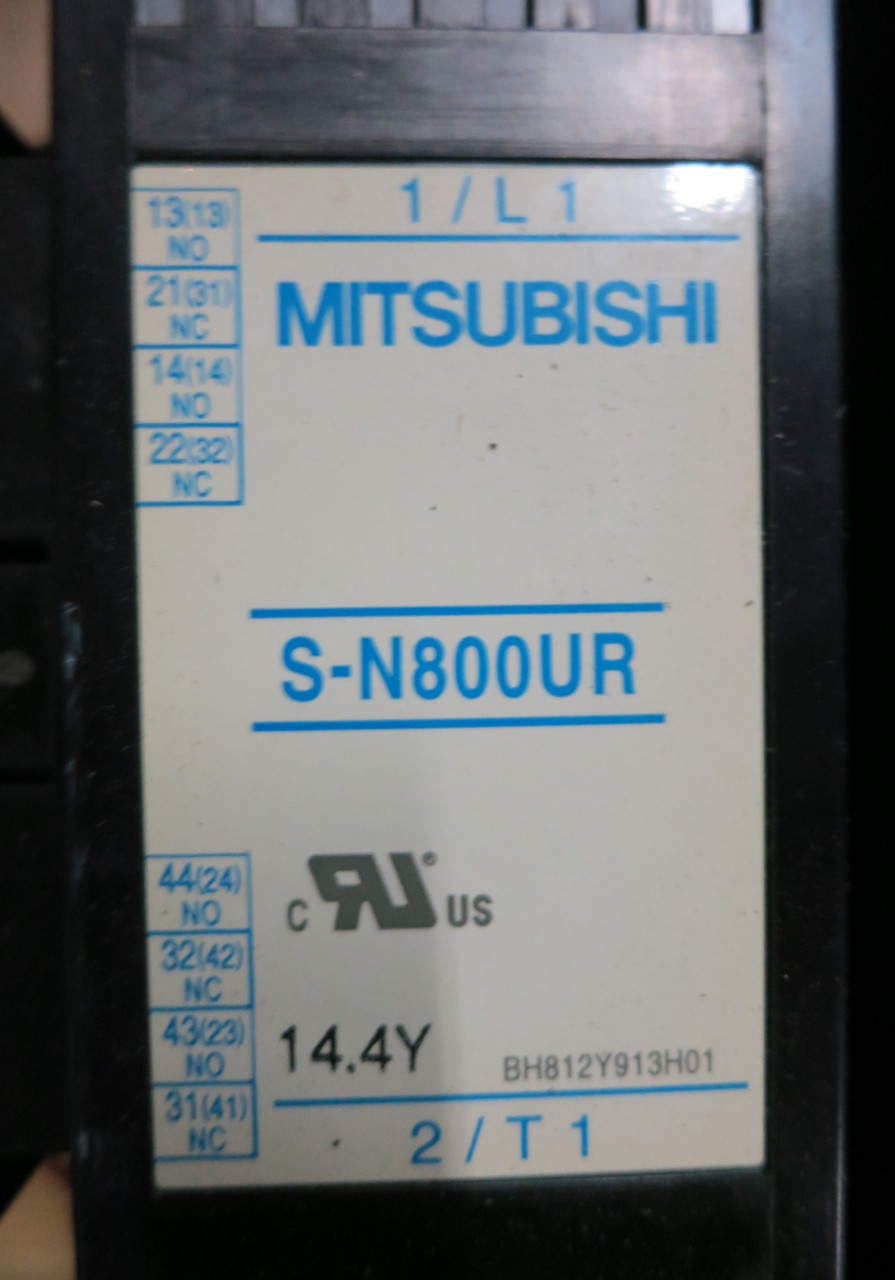 1/L1
13(13)
NO
21(31)
NC
14(14)
NO
22(32)
NC
MITSUBISHI
S-N800UR
44(24)
NO
32(42)
NC
43(23)
NO
31(41)
NC
C RU® US
14.4Y
BH812Y913H01
2/T1